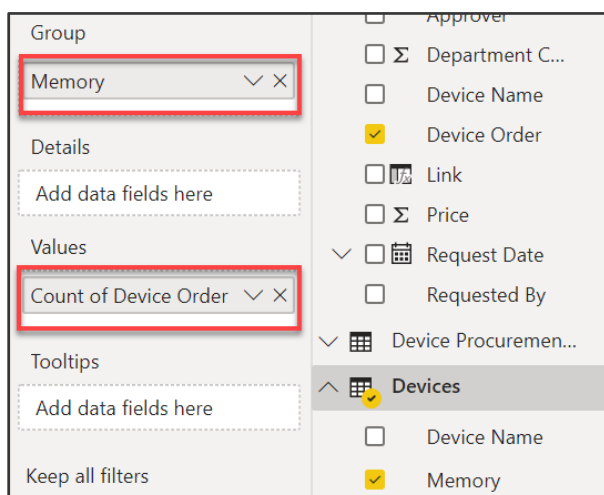 Group
Memory
Details
Add data fields here
Values
Count of Device Order
Tooltips
Add data fields here
Keep all filters
Approver
Σ Department C...
Device Name
Device Order
Link
Σ Price
Request Date
Requested By
Device Procuremen...
Devices
Device Name
Memory